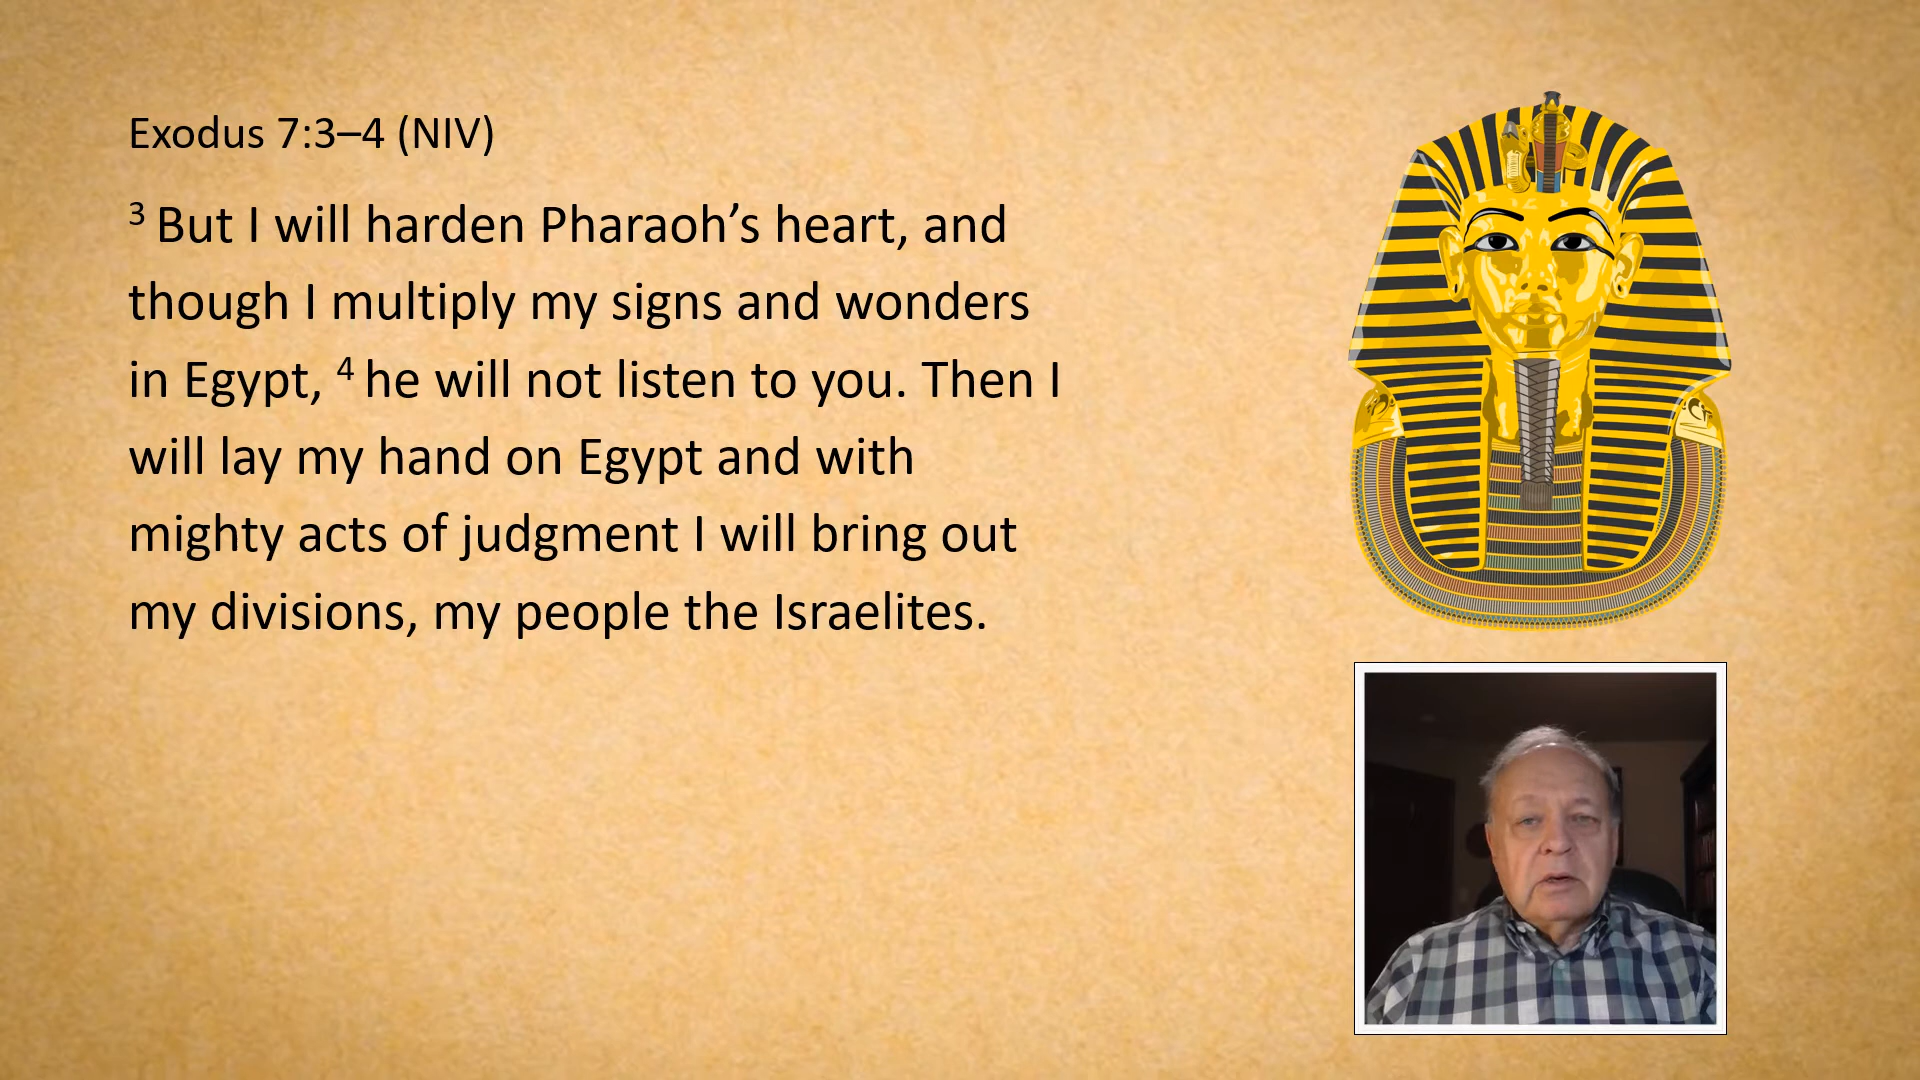 Exodus 7:3–4 (NIV)
³ But I will harden Pharaoh’s heart, and
though I multiply my signs and wonders
in Egypt, ⁴ he will not listen to you. Then I
will lay my hand on Egypt and with
mighty acts of judgment I will bring out
my divisions, my people the Israelites.